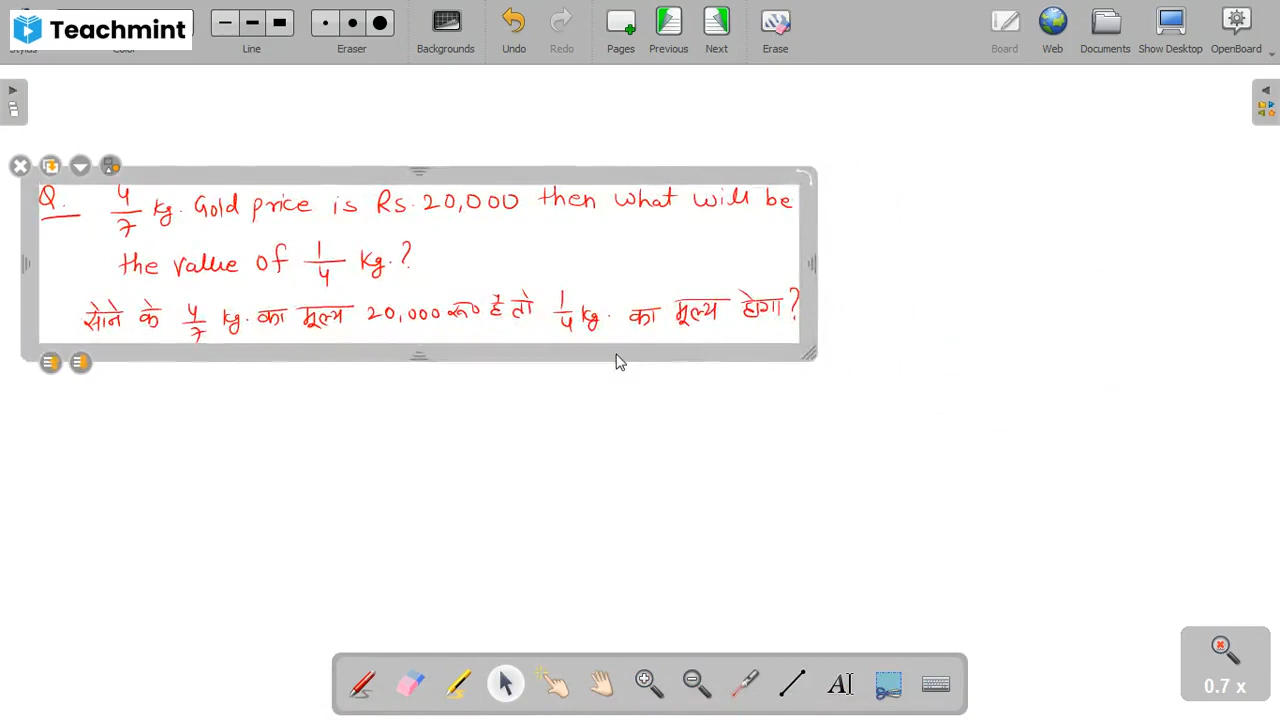 Teachmint
Styles Color Line Eraser Backgrounds Undo Redo Pages Previous Next Erase Board Web Documents Show Desktop OpenBoard
Q. 4/7 kg. Gold price is Rs. 20,000 then what will be
the value of 1/4 kg.?
सोने के 4/7 kg. का मूल्य 20,000 रू० है तो 1/4 kg. का मूल्य होगा?
0.7 x